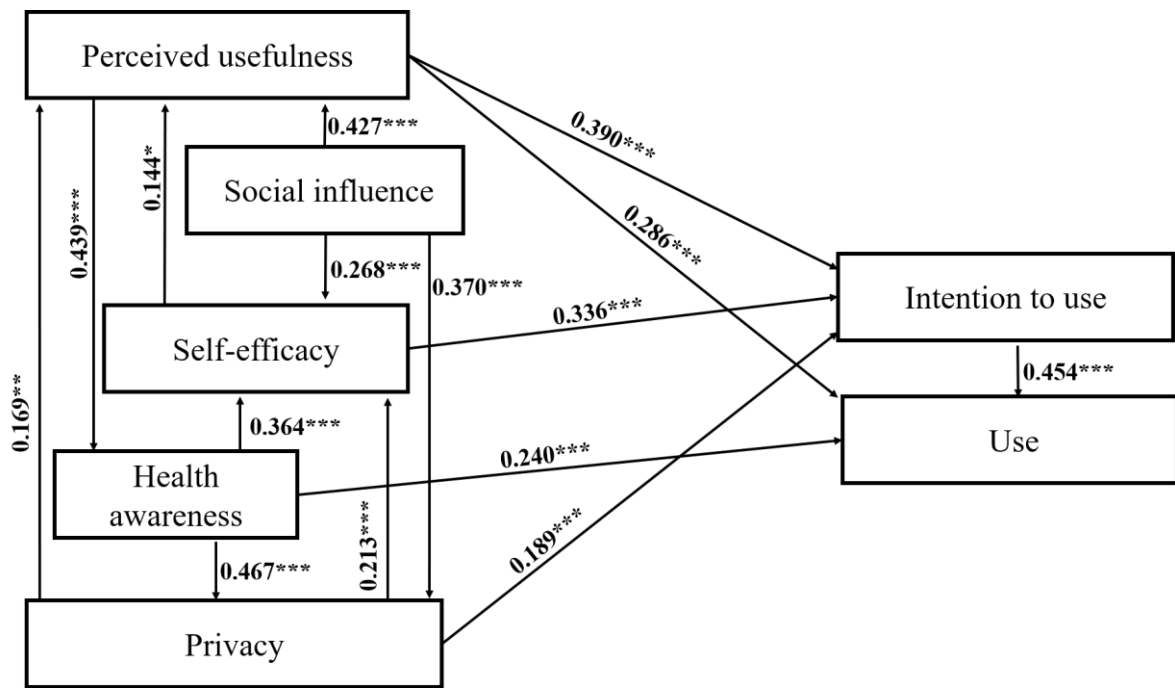 Perceived usefulness
0.427***
0.390***
0.144*
Social influence
0.439***
0.286***
0.268***
0.370***
Intention to use
0.336***
Self-efficacy
0.454***
0.169**
0.364***
Use
0.240***
Health
awareness
0.213***
0.189***
0.467***
Privacy